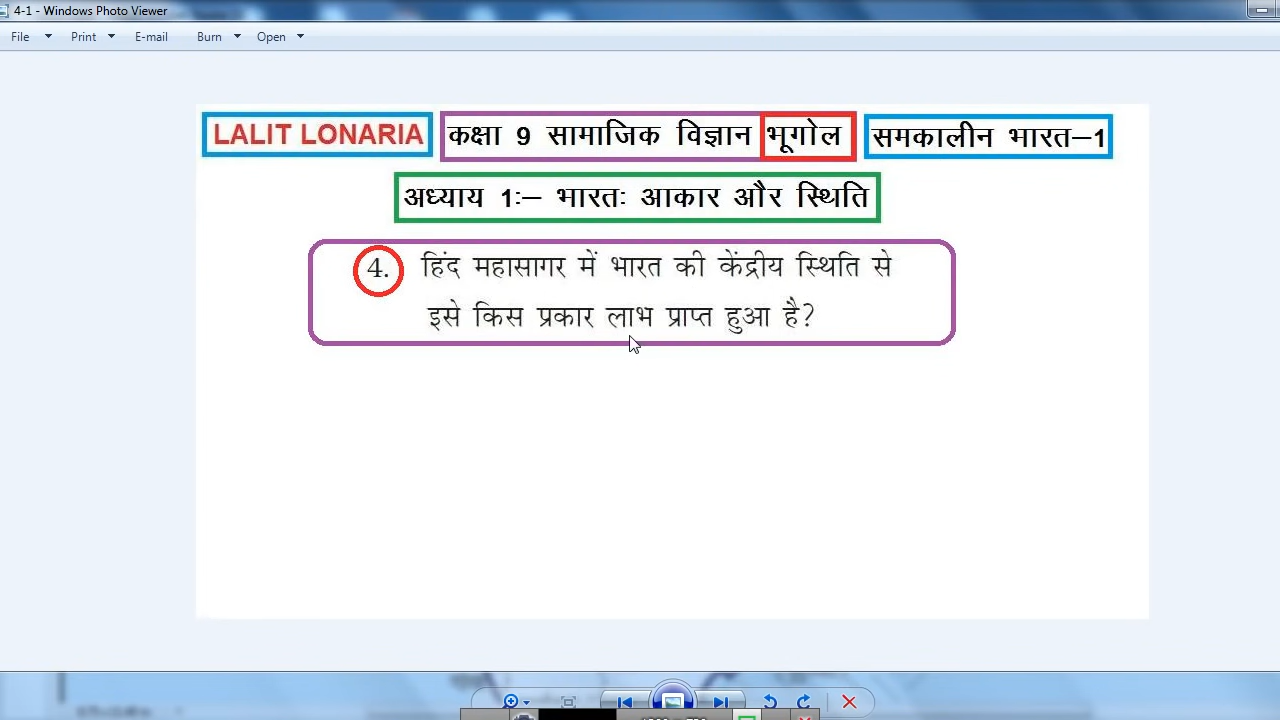 4-1 - Windows Photo Viewer
File Print E-mail Burn Open
LALIT LONARIA कक्षा 9 सामाजिक विज्ञान भूगोल समकालीन भारत–1
अध्याय 1:– भारतः आकार और स्थिति
4. हिंद महासागर में भारत की केंद्रीय स्थिति से
इसे किस प्रकार लाभ प्राप्त हुआ है?